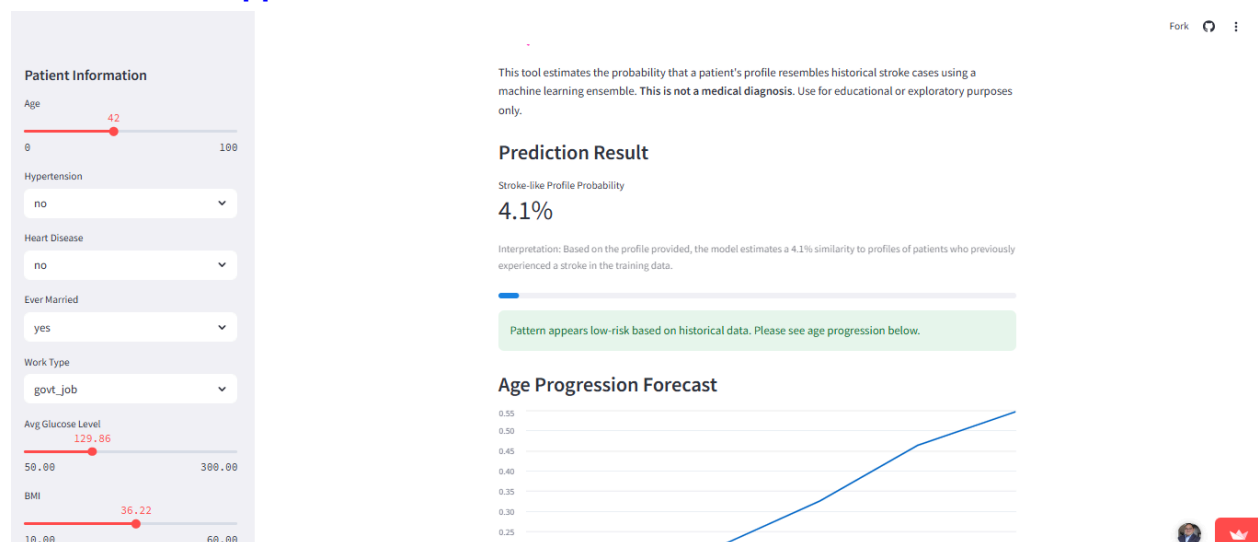 Fork
Patient Information
Age
42
0 100
Hypertension
no
Heart Disease
no
Ever Married
yes
Work Type
govt_job
Avg Glucose Level
129.86
50.00 300.00
BMI
36.22
10.00 60.00
This tool estimates the probability that a patient's profile resembles historical stroke cases using a
machine learning ensemble. This is not a medical diagnosis. Use for educational or exploratory purposes
only.
Prediction Result
Stroke-like Profile Probability
4.1%
Interpretation: Based on the profile provided, the model estimates a 4.1% similarity to profiles of patients who previously
experienced a stroke in the training data.
Pattern appears low-risk based on historical data. Please see age progression below.
Age Progression Forecast
0.55
0.50
0.45
0.40
0.35
0.30
0.25